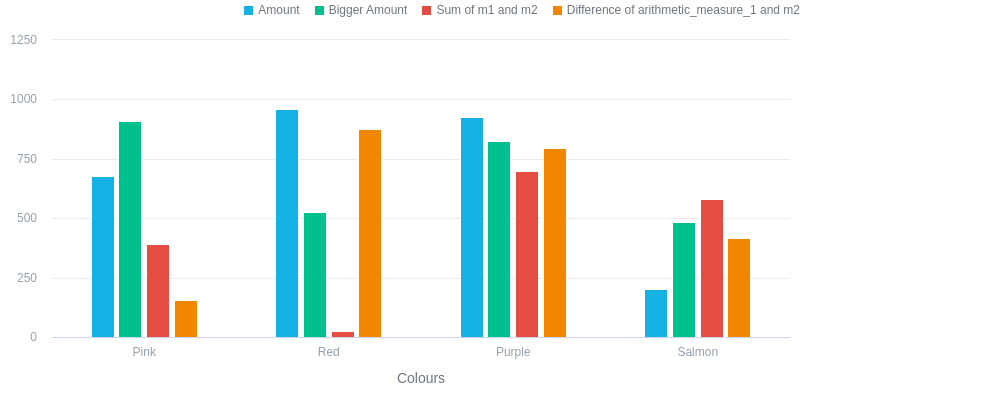 Amount Bigger Amount Sum of m1 and m2 Difference of arithmetic_measure_1 and m2
1250
1000
750
500
250
0
Pink Red Purple Salmon
Colours